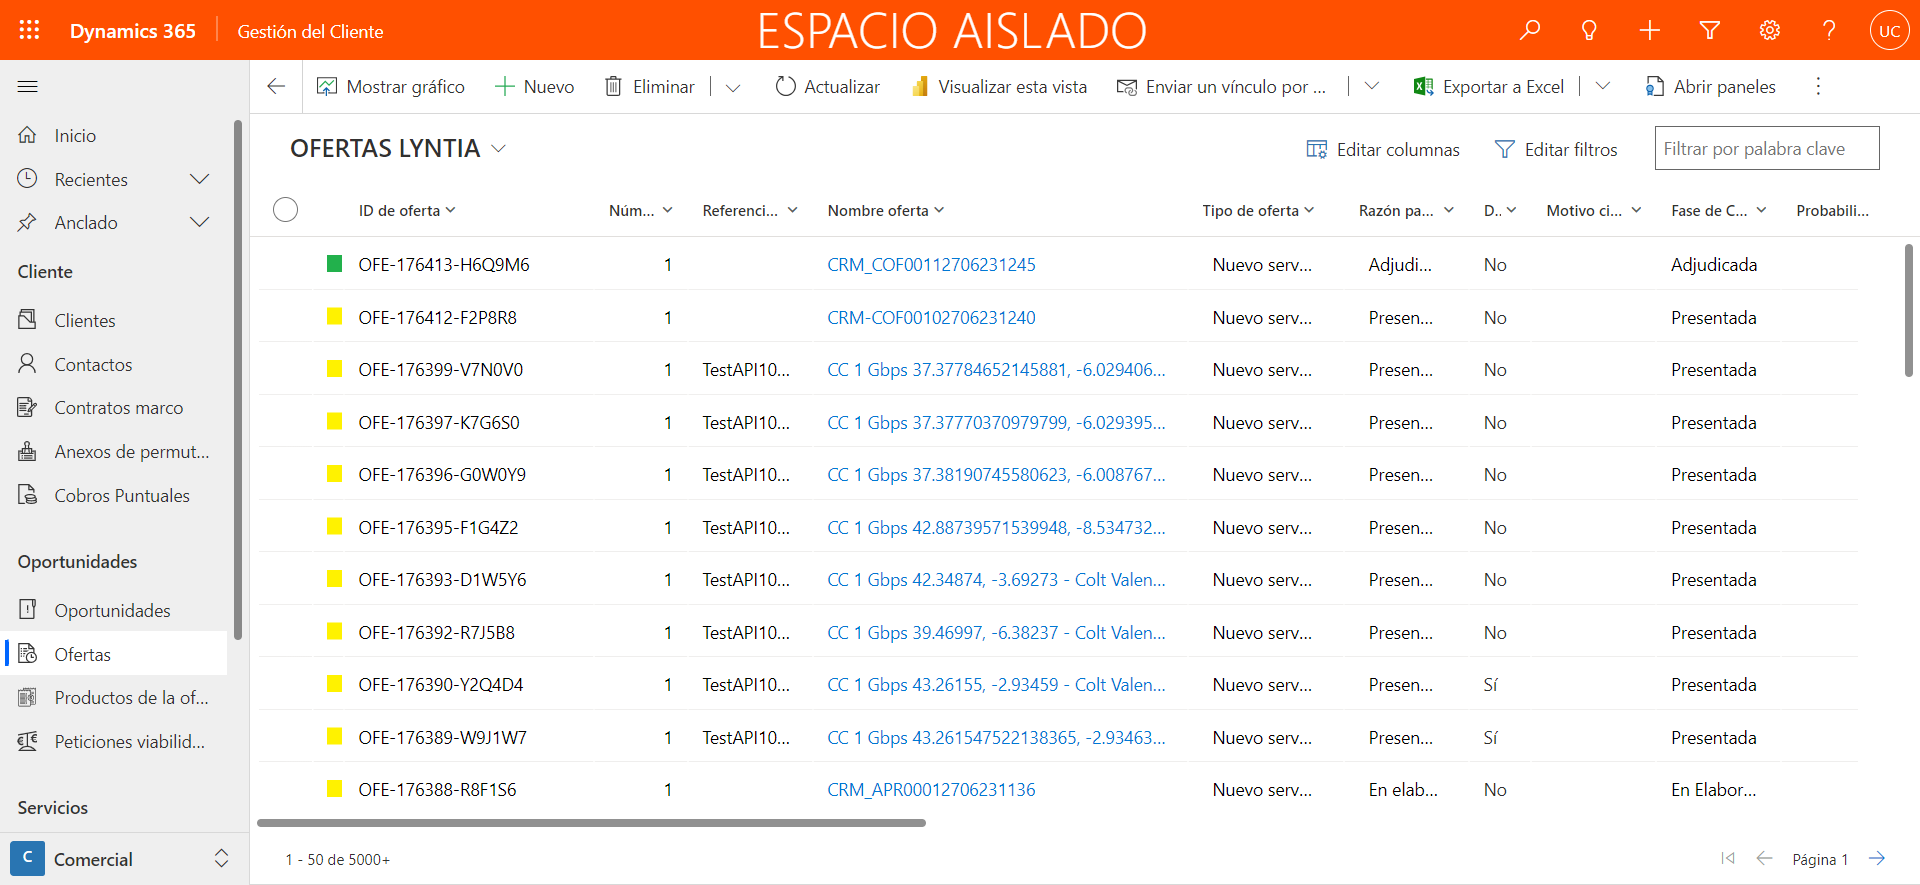 Dynamics 365 Gestión del Cliente ESPACIO AISLADO UC
Mostrar gráfico Nuevo Eliminar Actualizar Visualizar esta vista Enviar un vínculo por ... Exportar a Excel Abrir paneles
Inicio
Recientes
Anclado
Cliente
Clientes
Contactos
Contratos marco
Anexos de permut...
Cobros Puntuales
Oportunidades
Oportunidades
Ofertas
Productos de la of...
Peticiones viabilid...
Servicios
C Comercial
OFERTAS LYNTIA Editar columnas Editar filtros Filtrar por palabra clave
ID de oferta Núm... Referenci... Nombre oferta Tipo de oferta Razón pa... D.. Motivo ci... Fase de C... Probabili...
OFE-176413-H6Q9M6 1 CRM_COF00112706231245 Nuevo serv... Adjudi... No Adjudicada
OFE-176412-F2P8R8 1 CRM-COF00102706231240 Nuevo serv... Presen... No Presentada
OFE-176399-V7N0V0 1 TestAPI10... CC 1 Gbps 37.37784652145881, -6.029406... Nuevo serv... Presen... No Presentada
OFE-176397-K7G6S0 1 TestAPI10... CC 1 Gbps 37.37770370979799, -6.029395... Nuevo serv... Presen... No Presentada
OFE-176396-G0W0Y9 1 TestAPI10... CC 1 Gbps 37.38190745580623, -6.008767... Nuevo serv... Presen... No Presentada
OFE-176395-F1G4Z2 1 TestAPI10... CC 1 Gbps 42.88739571539948, -8.534732... Nuevo serv... Presen... No Presentada
OFE-176393-D1W5Y6 1 TestAPI10... CC 1 Gbps 42.34874, -3.69273 - Colt Valen... Nuevo serv... Presen... No Presentada
OFE-176392-R7J5B8 1 TestAPI10... CC 1 Gbps 39.46997, -6.38237 - Colt Valen... Nuevo serv... Presen... No Presentada
OFE-176390-Y2Q4D4 1 TestAPI10... CC 1 Gbps 43.26155, -2.93459 - Colt Valen... Nuevo serv... Presen... Sí Presentada
OFE-176389-W9J1W7 1 TestAPI10... CC 1 Gbps 43.261547522138365, -2.93463... Nuevo serv... Presen... Sí Presentada
OFE-176388-R8F1S6 1 CRM_APR00012706231136 Nuevo serv... En elab... No En Elabor...
1 - 50 de 5000+ Página 1